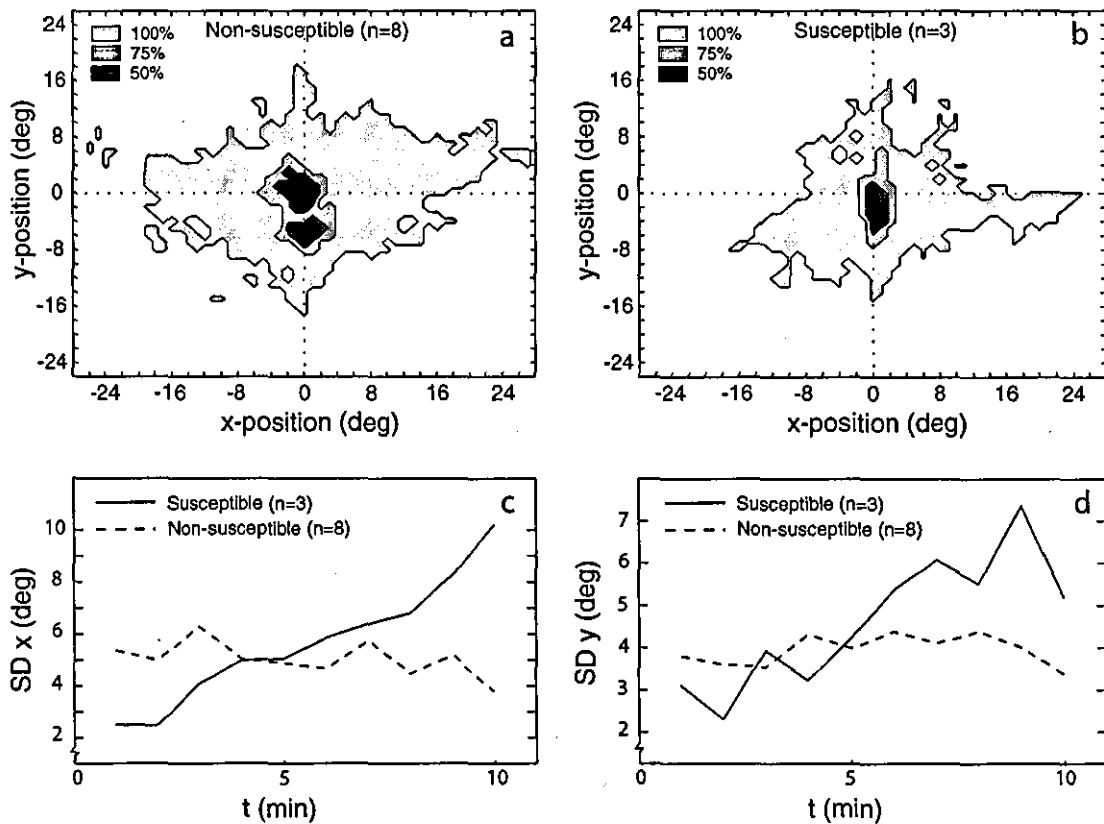 Non-susceptible (n=8)
a
100%
75%
50%
y-position (deg)
24
16
8
0
-8
-16
-24
-24 -16 -8 0 8 16 24
x-position (deg)
Susceptible (n=3)
b
100%
75%
50%
y-position (deg)
24
16
8
0
-8
-16
-24
-24 -16 -8 0 8 16 24
x-position (deg)
c
Susceptible (n=3)
Non-susceptible (n=8)
SD x (deg)
10
8
6
4
2
0 5 10
t (min)
d
Susceptible (n=3)
Non-susceptible (n=8)
SD y (deg)
7
6
5
4
3
2
0 5 10
t (min)